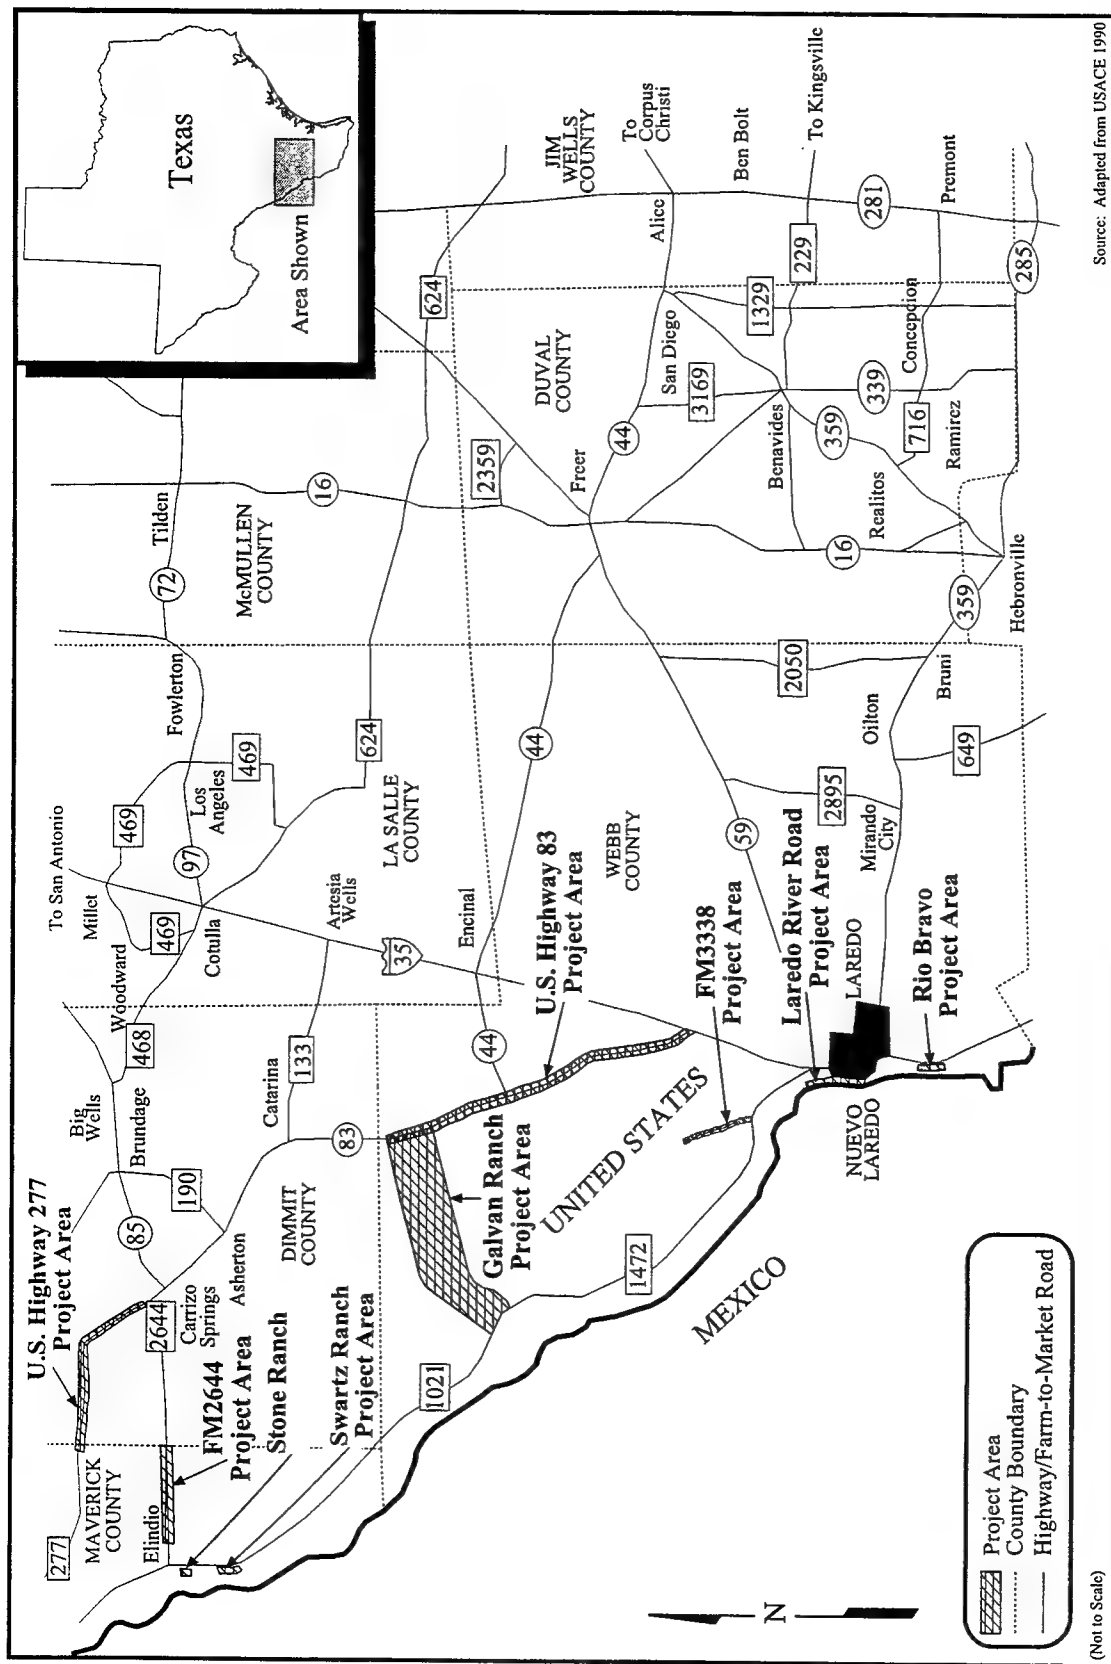 Texas
Area Shown
To San Antonio
Millet
469
469
469
Woodward
Cotulla
97
Los
Angeles
Fowlerton
72
Tilden
16
McMULLEN
COUNTY
624
624
LA SALLE
COUNTY
Artesia
Wells
35
Encinal
44
44
Big
Wells
Brundage
468
133
Catarina
83
190
85
Asherton
Carrizo
Springs
2644
DIMMIT
COUNTY
U.S. Highway 277
Project Area
277
MAVERICK
COUNTY
Elindio
FM2644
Project Area
Stone Ranch
Swartz Ranch
Project Area
1021
Galvan Ranch
Project Area
U.S. Highway 83
Project Area
UNITED STATES
MEXICO
1472
FM3338
Project Area
Laredo River Road
Project Area
LAREDO
NUEVO
LAREDO
Rio Bravo
Project Area
WEBB
COUNTY
59
2895
Mirando
City
Oilton
649
Bruni
2050
359
Hebronville
2359
Freer
44
DUVAL
COUNTY
San Diego
3169
1329
Benavides
359
339
Realitos
16
716
Ramirez
Concepcion
JIM
WELLS
COUNTY
To
Corpus
Christi
Alice
Ben Bolt
229
To Kingsville
281
Premont
285
Project Area
County Boundary
Highway/Farm-to-Market Road
N
(Not to Scale)
Source: Adapted from USACE 1990